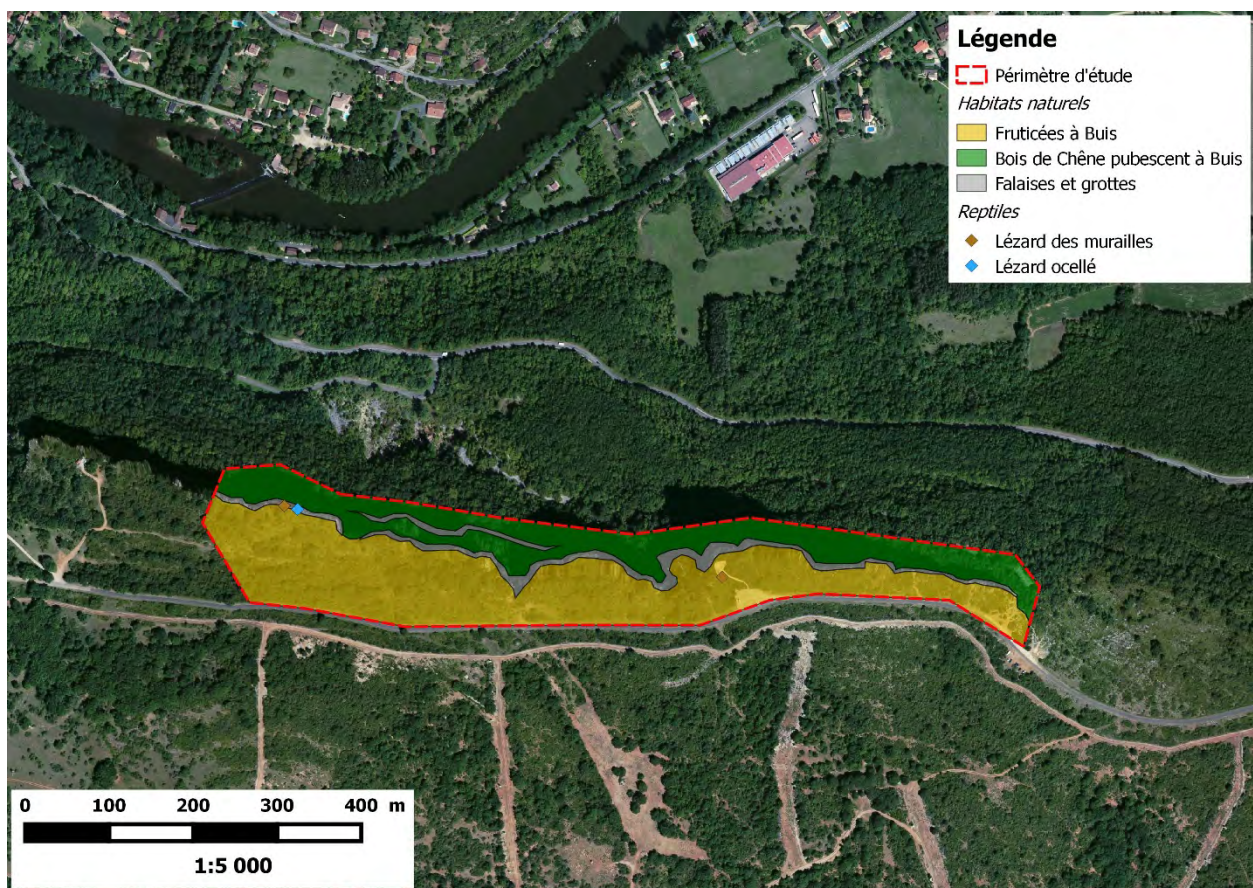 Légende
Périmètre d'étude
Habitats naturels
Fruticées à Buis
Bois de Chêne pubescent à Buis
Falaises et grottes
Reptiles
Lézard des murailles
Lézard ocellé
0 100 200 300 400 m
1:5 000